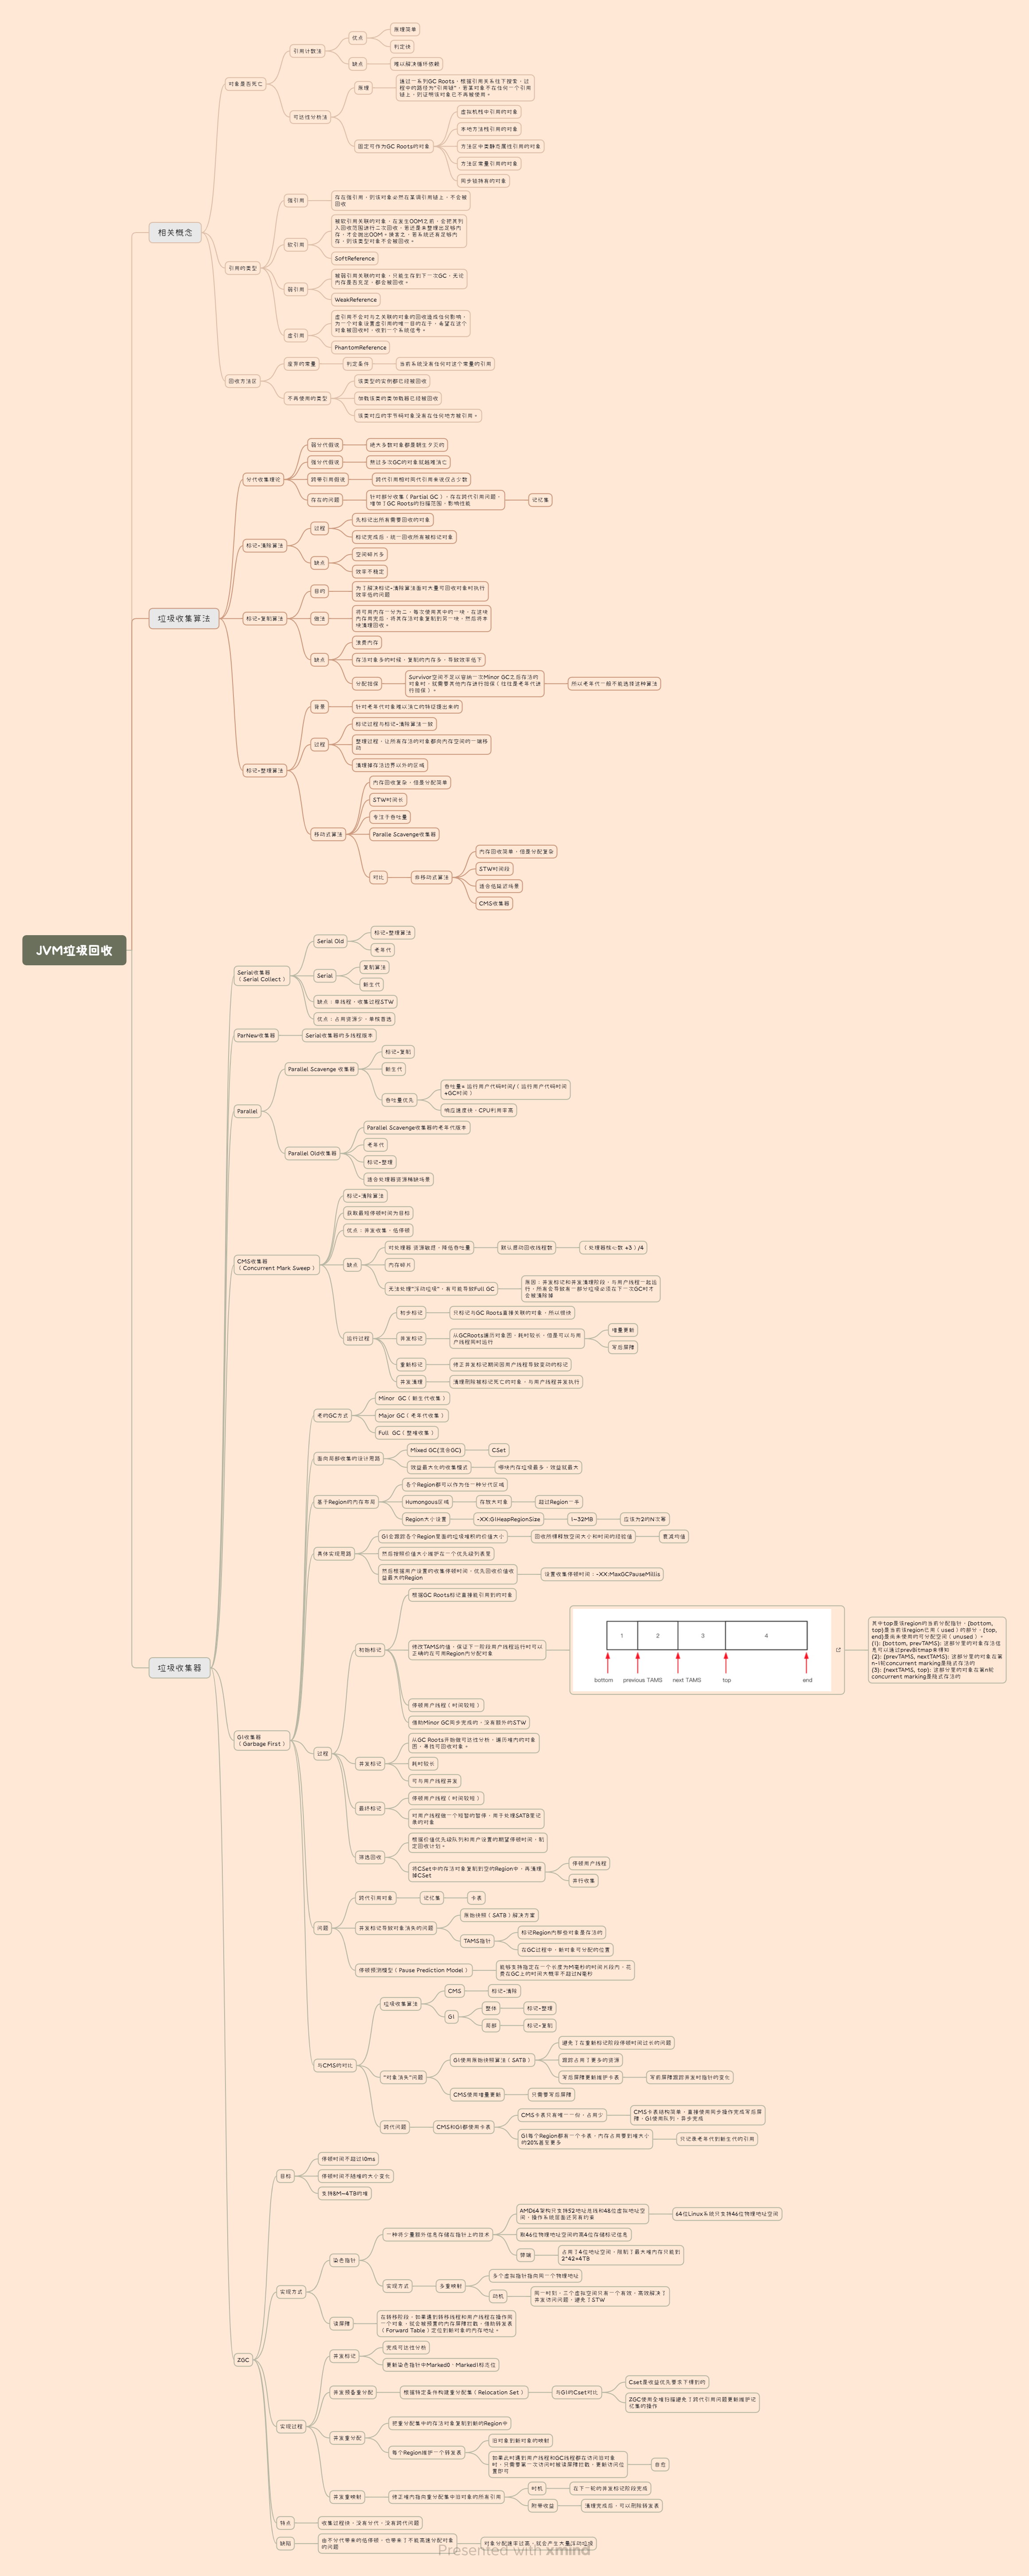 JVM垃圾回收
相关概念
对象是否死亡
引用计数法
优点
原理简单
判定快
缺点
难以解决循环依赖
可达性分析法
原理
通过一系列GC Roots，根据引用关系往下搜索，过
程中的路径为"引用链"，若某对象不在任何一个引用
链上，则证明该对象已不再被使用。
固定可作为GC Roots的对象
虚拟机栈中引用的对象
本地方法栈引用的对象
方法区中类静态属性引用的对象
方法区常量引用的对象
同步锁持有的对象
引用的类型
强引用
存在强引用，则该对象必然在某调引用链上，不会被
回收
软引用
被软引用关联的对象，在发生OOM之前，会把其列
入回收范围进行二次回收，若还是未整理出足够内
存，才会抛出OOM。换言之，若系统还有足够内
存，则该类型对象不会被回收。
SoftReference
弱引用
被弱引用关联的对象，只能生存到下一次GC，无论
内存是否充足，都会被回收。
WeakReference
虚引用
虚引用不会对与之关联的对象的回收造成任何影响，
为一个对象设置虚引用的唯一目的在于，希望在这个
对象被回收时，收到一个系统信号。
PhantomReference
回收方法区
废弃的常量
判定条件
当前系统没有任何对这个常量的引用
不再使用的类型
该类型的实例都已经被回收
加载该类的类加载器已经被回收
该类对应的字节码对象没有在任何地方被引用。
垃圾收集算法
分代收集理论
弱分代假说
绝大多数对象都是朝生夕灭的
强分代假说
熬过多次GC的对象就越难消亡
跨带引用假说
跨代引用相对同代引用来说仅占少数
存在的问题
针对部分收集（Partial GC），存在跨代引用问题，
增加了GC Roots的扫描范围，影响性能
记忆集
标记-清除算法
过程
先标记出所有需要回收的对象
标记完成后，统一回收所有被标记对象
缺点
空间碎片多
效率不稳定
标记-复制算法
目的
为了解决标记-清除算法面对大量可回收对象时执行
效率低的问题
做法
将可用内存一分为二，每次使用其中的一块，在这块
内存用完后，将其存活对象复制到另一块，然后将本
块清理回收。
缺点
浪费内存
存活对象多的时候，复制的内存多，导致效率低下
分配担保
Survivor空间不足以容纳一次Minor GC之后存活的
对象时，就需要其他内存进行担保（往往是老年代进
行担保）。
所以老年代一般不能选择这种算法
标记-整理算法
背景
针对老年代对象难以消亡的特征提出来的
过程
标记过程与标记-清除算法一致
整理过程，让所有存活的对象都向内存空间的一端移
动
清理掉存活边界以外的区域
移动式算法
内存回收复杂，但是分配简单
STW时间长
专注于吞吐量
Paralle Scavenge收集器
对比
非移动式算法
内存回收简单，但是分配复杂
STW时间段
适合低延迟场景
CMS收集器
垃圾收集器
Serial收集器
（Serial Collect）
Serial Old
标记-整理算法
老年代
Serial
复制算法
新生代
缺点：单线程，收集过程STW
优点：占用资源少，单核首选
ParNew收集器
Serial收集器的多线程版本
Parallel
Parallel Scavenge 收集器
标记-复制
新生代
吞吐量优先
吞吐量= 运行用户代码时间/（运行用户代码时间
+GC时间）
响应速度快，CPU利用率高
Parallel Old收集器
Parallel Scavenge收集器的老年代版本
老年代
标记-整理
适合处理器资源稀缺场景
CMS收集器
（Concurrent Mark Sweep）
标记-清除算法
获取最短停顿时间为目标
优点：并发收集、低停顿
缺点
对处理器 资源敏感，降低吞吐量
默认启动回收线程数
（处理器核心数 +3）/4
内存碎片
无法处理"浮动垃圾"，有可能导致Full GC
原因：并发标记和并发清理阶段，与用户线程一起运
行，所有会导致有一部分垃圾必须在下一次GC时才
会被清除掉
运行过程
初步标记
只标记与GC Roots直接关联的对象，所以很快
并发标记
从GCRoots遍历对象图，耗时较长，但是可以与用
户线程同时运行
增量更新
写后屏障
重新标记
修正并发标记期间因用户线程导致变动的标记
并发清理
清理删除被标记死亡的对象，与用户线程并发执行
G1收集器
（Garbage First）
老的GC方式
Minor GC（新生代收集）
Major GC（老年代收集）
Full GC（整堆收集）
面向局部收集的设计思路
Mixed GC(混合GC)
CSet
效益最大化的收集模式
哪块内存垃圾最多，效益就最大
基于Region的内存布局
各个Region都可以作为任一种分代区域
Humongous区域
存放大对象
超过Region一半
Region大小设置
-XX:G1HeapRegionSize
1~32MB
应该为2的N次幂
具体实现思路
G1会跟踪各个Region里面的垃圾堆积的价值大小
回收所得释放空间大小和时间的经验值
衰减均值
然后按照价值大小维护在一个优先级列表里
然后根据用户设置的收集停顿时间，优先回收价值收
益最大的Region
设置收集停顿时间：-XX:MaxGCPauseMillis
过程
初始标记
根据GC Roots标记直接能引用到的对象
修改TAMS的值，保证下一阶段用户线程运行时可以
正确的在可用Region内分配对象
1
2
3
4
bottom
previous TAMS
next TAMS
top
end
其中top是该region的当前分配指针，[bottom,
top)是当前该region已用（used）的部分，[top,
end)是尚未使用的可分配空间（unused）。
(1): [bottom, prevTAMS): 这部分里的对象存活信
息可以通过prevBitmap来得知
(2): [prevTAMS, nextTAMS): 这部分里的对象在第
n-1轮concurrent marking是隐式存活的
(3): [nextTAMS, top): 这部分里的对象在第n轮
concurrent marking是隐式存活的
停顿用户线程（时间较短）
借助Minor GC同步完成的，没有额外的STW
并发标记
从GC Roots开始做可达性分析，遍历堆内的对象
图，寻找可回收对象。
耗时较长
可与用户线程并发
最终标记
停顿用户线程（时间较短）
对用户线程做一个短暂的暂停，用于处理SATB里记
录的对象
筛选回收
根据价值优先级队列和用户设置的期望停顿时间，制
定回收计划。
将CSet中的存活对象复制到空的Region中，再清理
掉CSet
停顿用户线程
并行收集
问题
跨代引用对象
记忆集
卡表
并发标记导致对象消失的问题
原始快照（SATB）解决方案
TAMS指针
标记Region内那些对象是存活的
在GC过程中，新对象可分配的位置
停顿预测模型（Pause Prediction Model）
能够支持指定在一个长度为M毫秒的时间片段内，花
费在GC上的时间大概率不超过N毫秒
与CMS的对比
垃圾收集算法
CMS
标记-清除
G1
整体
标记-整理
局部
标记-复制
"对象消失"问题
G1使用原始快照算法（SATB）
避免了在重新标记阶段停顿时间过长的问题
跟踪占用了更多的资源
写后屏障更新维护卡表
写前屏障跟踪并发时指针的变化
CMS使用增量更新
只需要写后屏障
跨代问题
CMS和G1都使用卡表
CMS卡表只有唯一一份，占用少
CMS卡表结构简单，直接使用同步操作完成写后屏
障，G1使用队列，异步完成
G1每个Region都有一个卡表，内存占用要到堆大小
的20%甚至更多
只记录老年代到新生代的引用
ZGC
目标
停顿时间不超过10ms
停顿时间不随堆的大小变化
支持8M~4TB的堆
实现方式
染色指针
一种将少量额外信息存储在指针上的技术
AMD64架构只支持52地址总线和48位虚拟地址空
间，操作系统层面还另有约束
64位Linux系统只支持46位物理地址空间
和46位物理地址空间的高4位存储标记信息
弊端
占用了4位地址空间，限制了最大堆内存只能到
2^42=4TB
实现方式
多重映射
多个虚拟指针指向同一个物理地址
动机
同一时刻，三个虚拟空间只有一个有效，高效解决了
并发访问问题，避免了STW
读屏障
在转移阶段，如果遇到转移线程和用户线程在操作同
一个对象，就会被预置的内存屏障拦截，借助转发表
（Forward Table）定位到新对象的内存地址。
实现过程
并发标记
完成可达性分析
更新染色指针中Marked0、Marked1标志位
并发预备重分配
根据特定条件构建重分配集（Relocation Set）
与G1的Cset对比
Cset是收益优先要求下得到的
ZGC使用全堆扫描避免了跨代引用问题更新维护记
忆集的操作
并发重分配
把重分配集中的存活对象复制到新的Region中
每个Region维护一个转发表
旧对象到新对象的映射
如果此时遇到用户线程和GC线程都在访问旧对象
时，只需要第一次访问时被读屏障拦截，更新访问位
置即可
自愈
并发重映射
修正堆内指向重分配集中旧对象的所有引用
时机
在下一轮的并发标记阶段完成
附带收益
清理完成后，可以删除转发表
特点
收集过程快，没有分代，没有跨代问题
缺陷
由不分代带来的低停顿，也带来了不能高速分配对象
的问题
对象分配速率过高，就会产生大量浮动垃圾
Presented with xmind